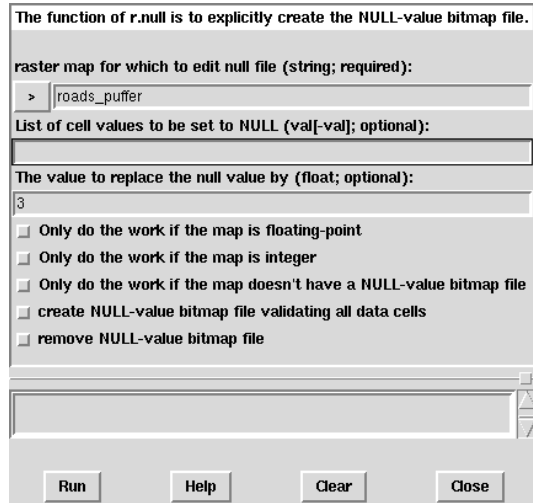 The function of r.null is to explicitly create the NULL-value bitmap file.
raster map for which to edit null file (string; required):
> roads_puffer
List of cell values to be set to NULL (val[-val]; optional):
The value to replace the null value by (float; optional):
3
Only do the work if the map is floating-point
Only do the work if the map is integer
Only do the work if the map doesn't have a NULL-value bitmap file
create NULL-value bitmap file validating all data cells
remove NULL-value bitmap file
Run Help Clear Close